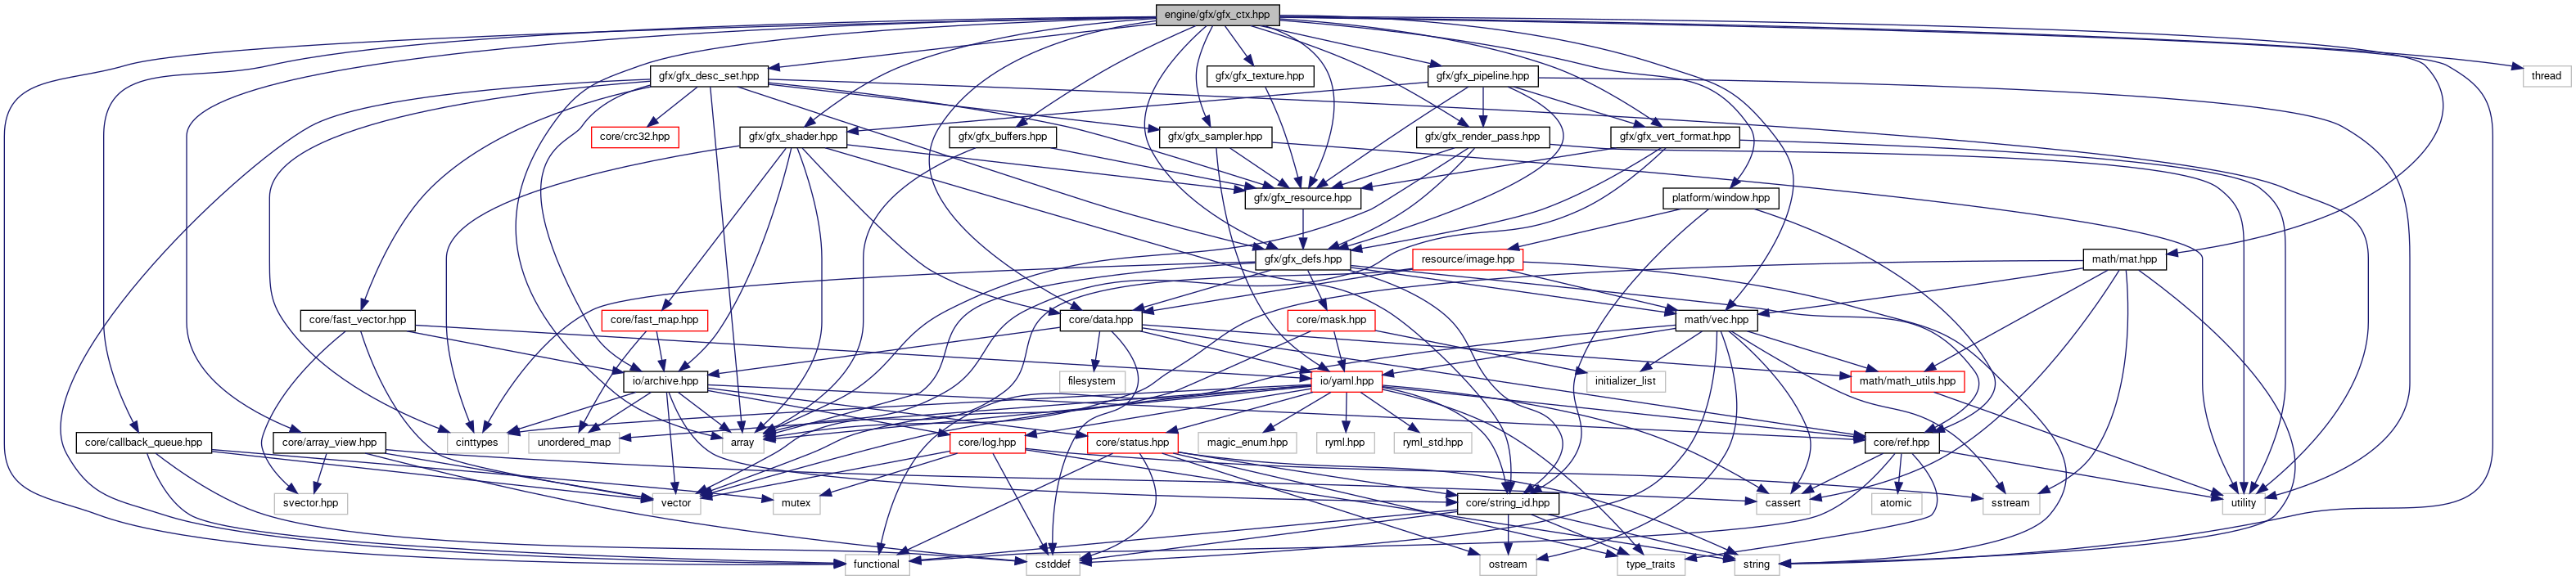 engine/gfx/gfx_ctx.hpp
gfx/gfx_desc_set.hpp
gfx/gfx_texture.hpp
gfx/gfx_pipeline.hpp
thread
core/crc32.hpp
gfx/gfx_shader.hpp
gfx/gfx_buffers.hpp
gfx/gfx_sampler.hpp
gfx/gfx_render_pass.hpp
gfx/gfx_vert_format.hpp
gfx/gfx_resource.hpp
platform/window.hpp
gfx/gfx_defs.hpp
resource/image.hpp
math/mat.hpp
core/fast_vector.hpp
core/fast_map.hpp
core/data.hpp
core/mask.hpp
math/vec.hpp
io/archive.hpp
filesystem
io/yaml.hpp
initializer_list
math/math_utils.hpp
core/callback_queue.hpp
core/array_view.hpp
cinttypes
unordered_map
array
core/log.hpp
core/status.hpp
magic_enum.hpp
ryml.hpp
ryml_std.hpp
core/ref.hpp
svector.hpp
vector
mutex
core/string_id.hpp
cassert
atomic
sstream
utility
functional
cstddef
ostream
type_traits
string